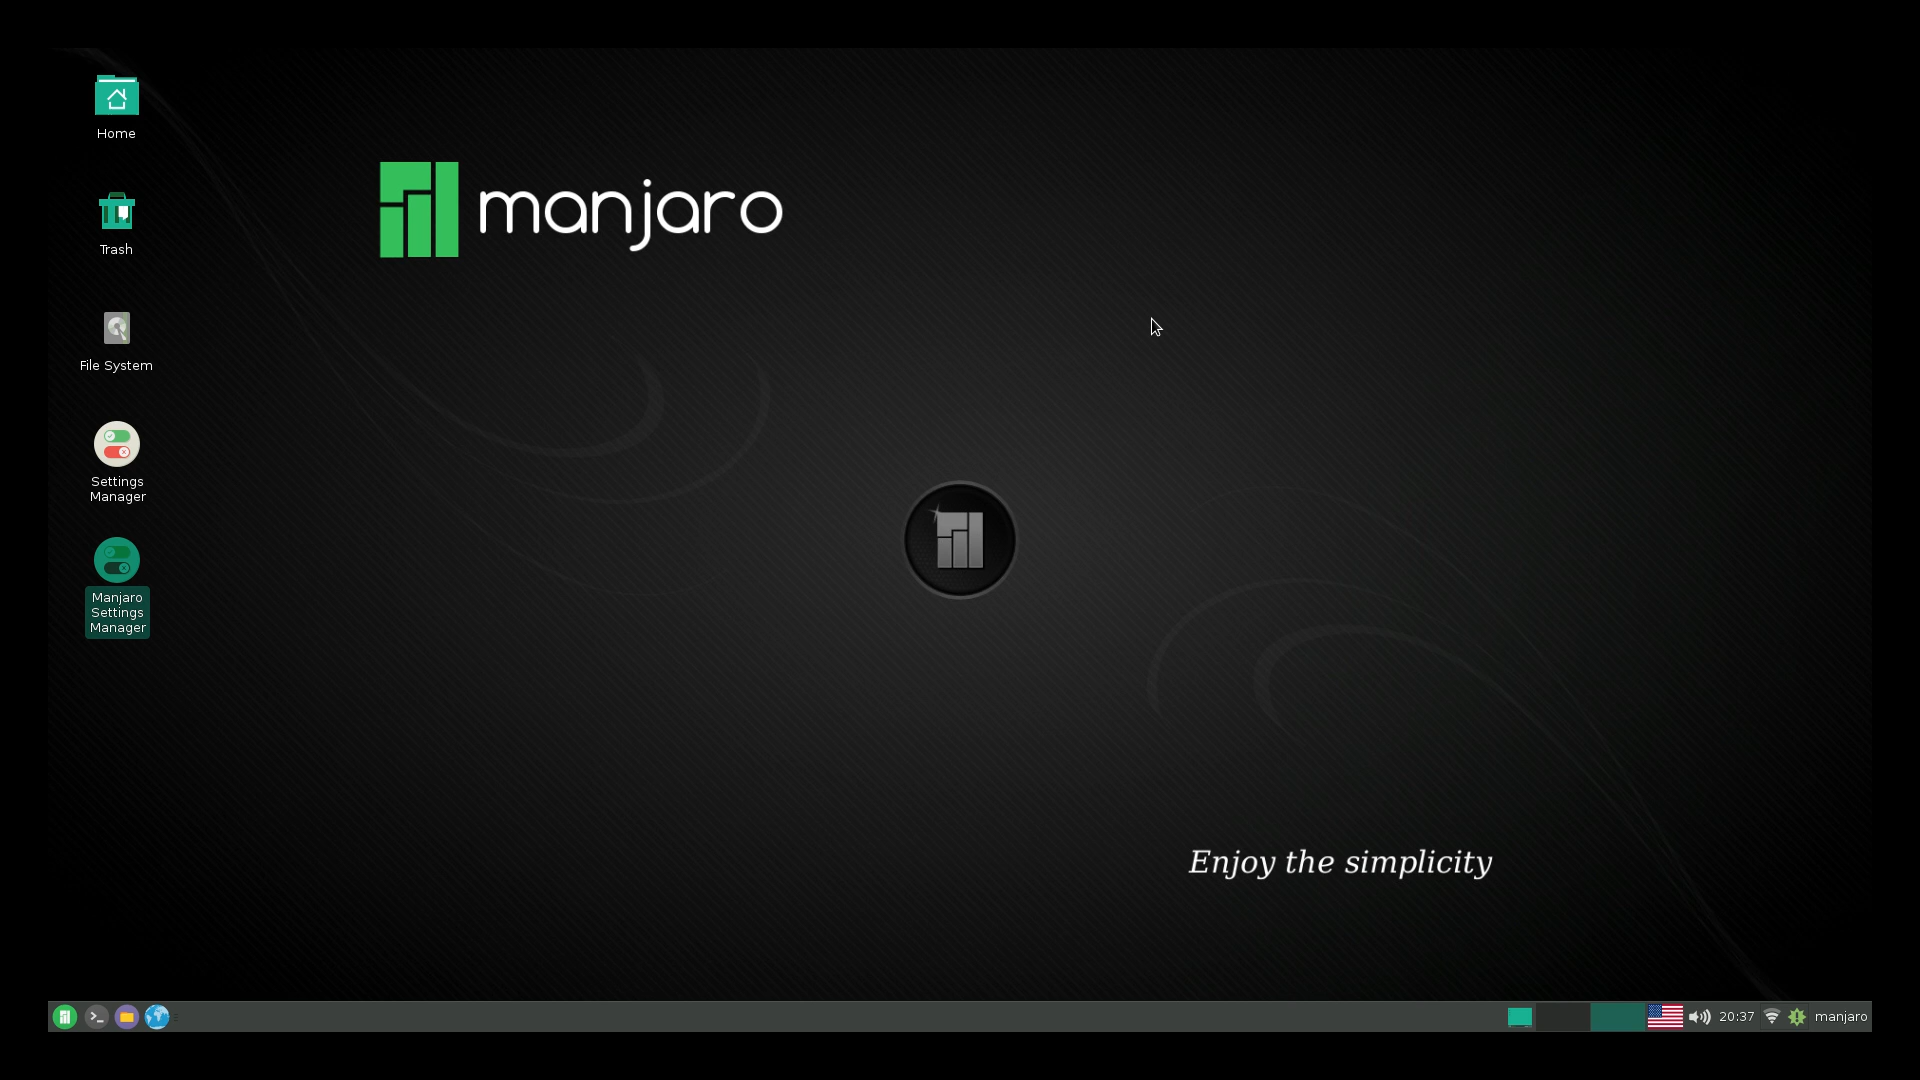 Home
manjaro
Trash
File System
Settings
Manager
Manjaro
Settings
Manager
Enjoy the simplicity
20:37
manjaro